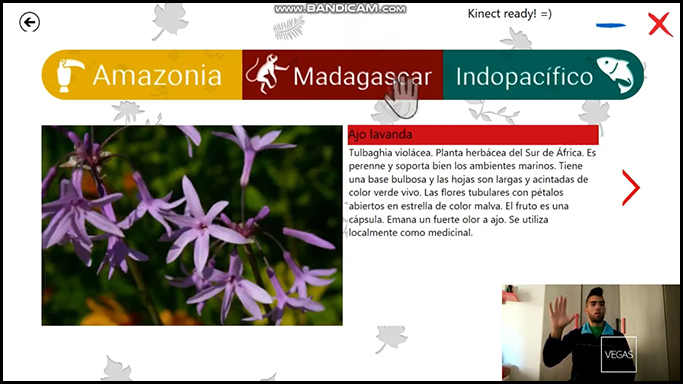 WWW.BANDICAM.COM
Kinect ready! =)
Amazonia
Madagascar
Indopacífico
Ajo lavanda
Tulbaghia violácea. Planta herbácea del Sur de África. Es
perenne y soporta bien los ambientes marinos. Tiene
una base bulbosa y las hojas son largas y acintadas de
color verde vivo. Las flores tubulares con pétalos
abiertos en estrella de color malva. El fruto es una
cápsula. Emana un fuerte olor a ajo. Se utiliza
localmente como medicinal.
VEGAS